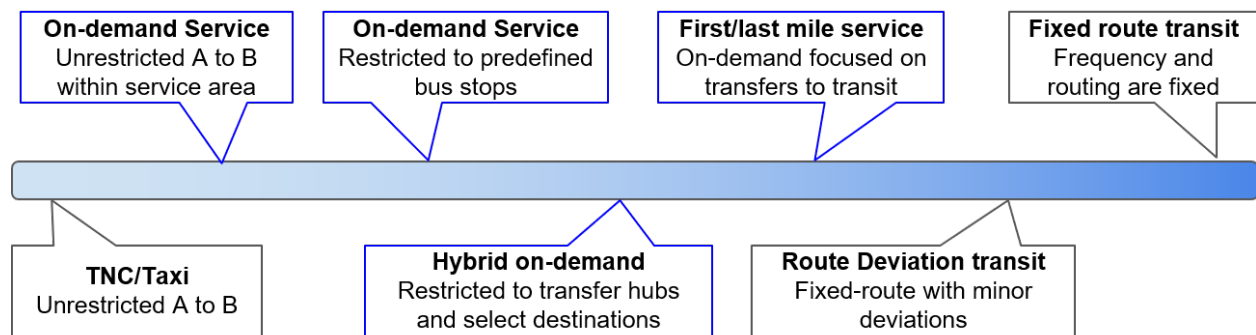 On-demand Service
Unrestricted A to B
within service area
On-demand Service
Restricted to predefined
bus stops
First/last mile service
On-demand focused on
transfers to transit
Fixed route transit
Frequency and
routing are fixed
TNC/Taxi
Unrestricted A to B
Hybrid on-demand
Restricted to transfer hubs
and select destinations
Route Deviation transit
Fixed-route with minor
deviations